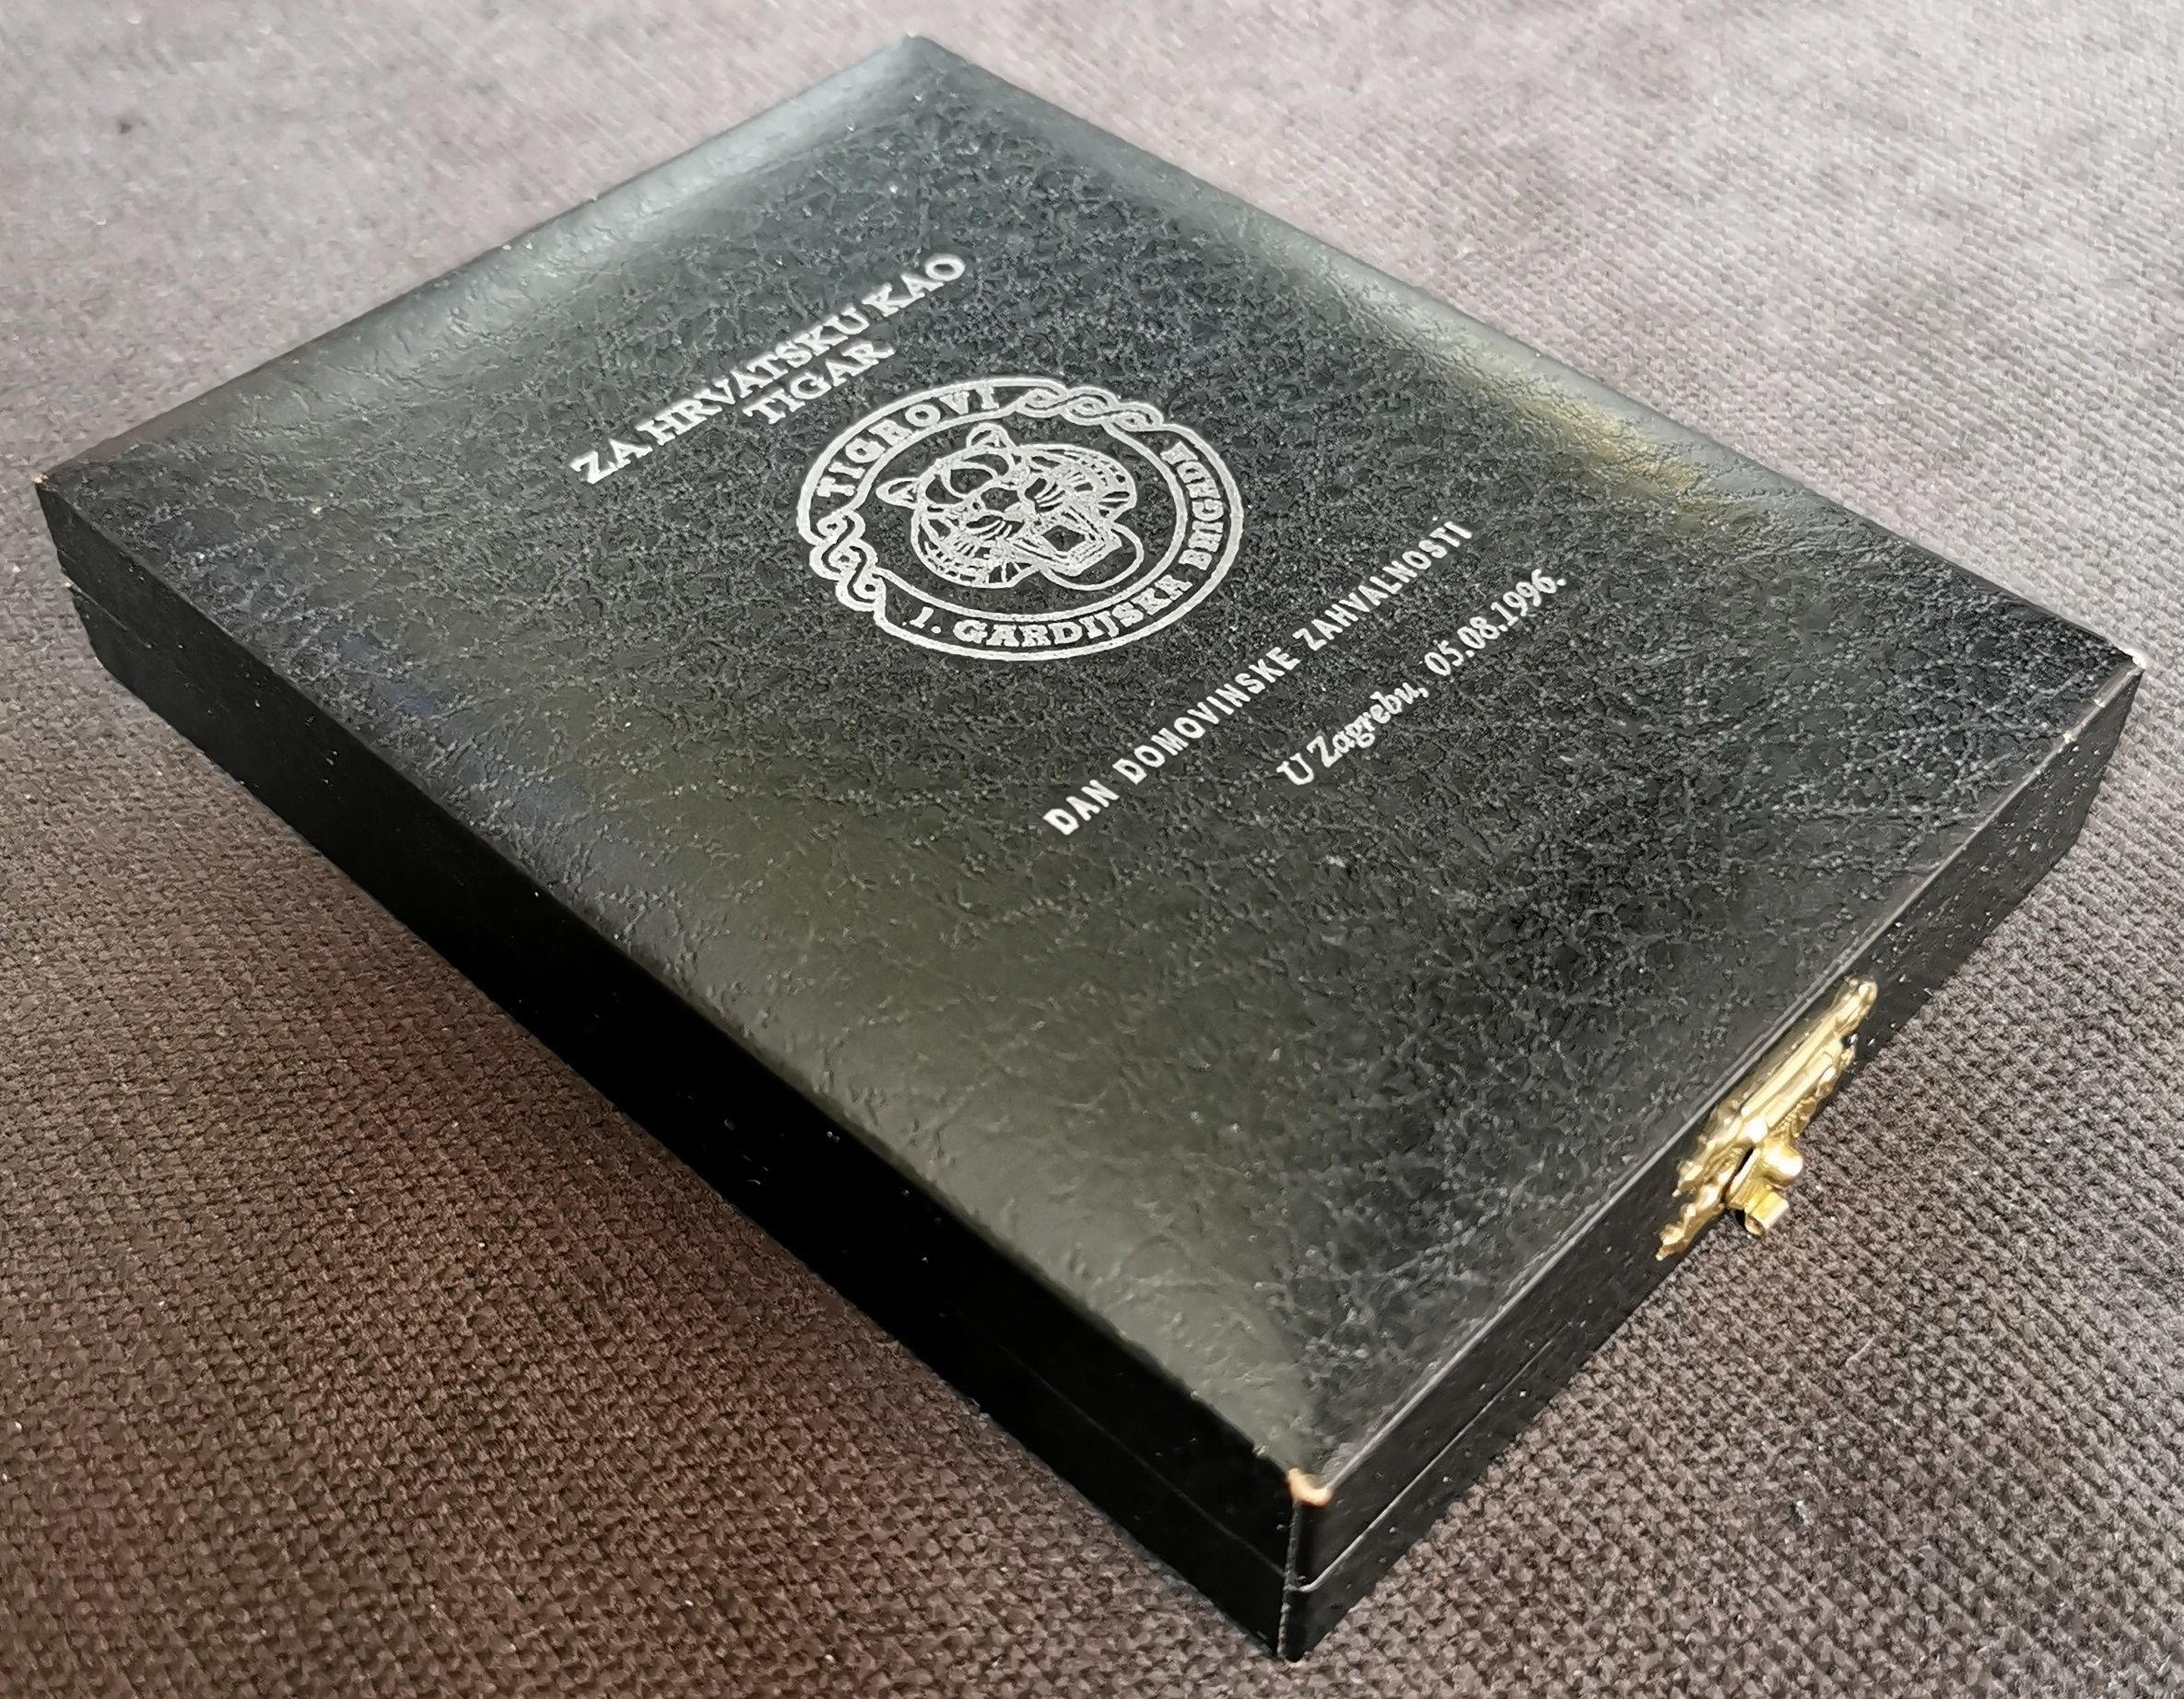 ZA HRVATSKU KAO
TIGAR
TIGROVI
1. GARDIJSKA BRIGADA
DAN DOMOVINSKE ZAHVALNOSTI
U Zagrebu, 05.08.1996.